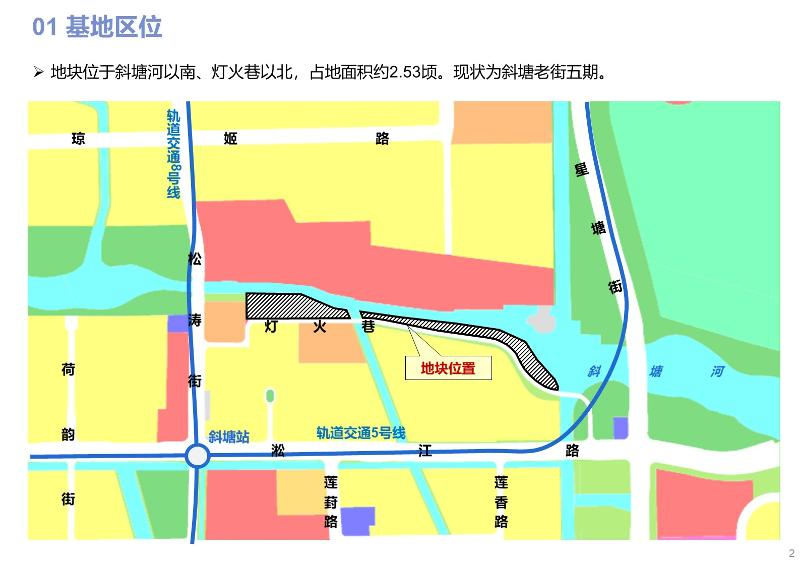 01 基地区位
➢ 地块位于斜塘河以南、灯火巷以北，占地面积约2.53顷。现状为斜塘老街五期。
轨道交通8号线
琼姬路
星塘街
松涛街
灯火巷
地块位置
斜塘河
荷韵街
斜塘站
轨道交通5号线
淞江路
莲葑路
莲香路
2